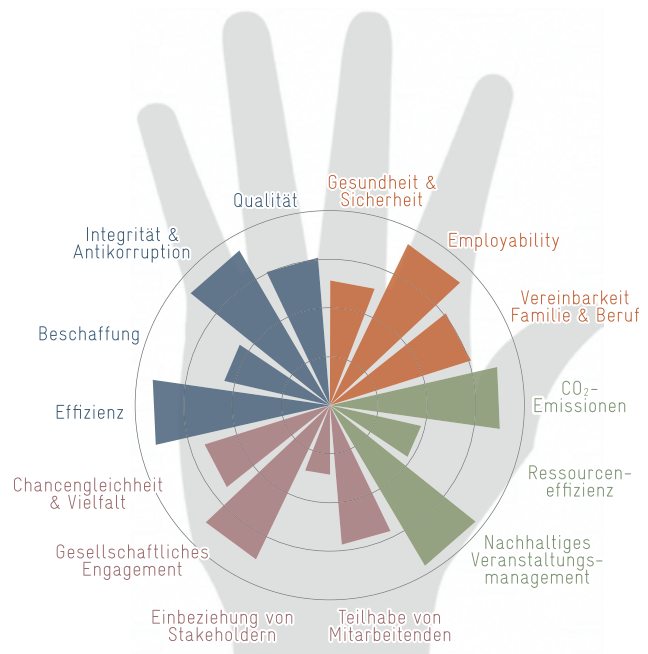 Gesundheit &
Sicherheit
Qualität
Integrität &
Antikorruption
Employability
Vereinbarkeit
Familie & Beruf
Beschaffung
CO₂-
Emissionen
Effizienz
Ressourcen-
effizienz
Chancengleichheit
& Vielfalt
Nachhaltiges
Veranstaltungs-
management
Gesellschaftliches
Engagement
Einbeziehung von
Stakeholdern
Teilhabe von
Mitarbeitenden